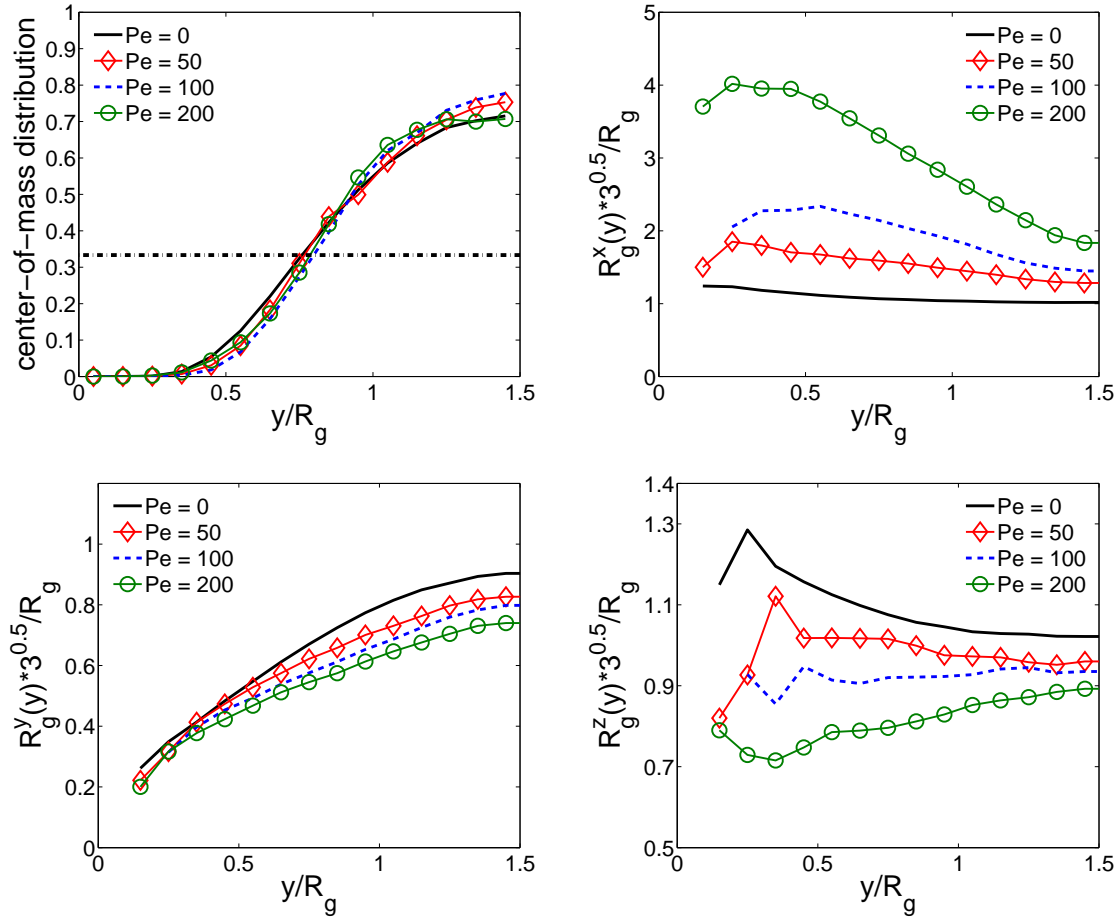 center-of-mass distribution
1
0.9
0.8
0.7
0.6
0.5
0.4
0.3
0.2
0.1
0
Pe = 0
Pe = 50
Pe = 100
Pe = 200
0 0.5 1 1.5
y/R_g
R_g^x(y)*3^0.5/R_g
5
4
3
2
1
0
Pe = 0
Pe = 50
Pe = 100
Pe = 200
0 0.5 1 1.5
y/R_g
R_g^y(y)*3^0.5/R_g
1
0.8
0.6
0.4
0.2
0
Pe = 0
Pe = 50
Pe = 100
Pe = 200
0 0.5 1 1.5
y/R_g
R_g^z(y)*3^0.5/R_g
1.4
1.3
1.1
0.9
0.7
0.5
Pe = 0
Pe = 50
Pe = 100
Pe = 200
0 0.5 1 1.5
y/R_g